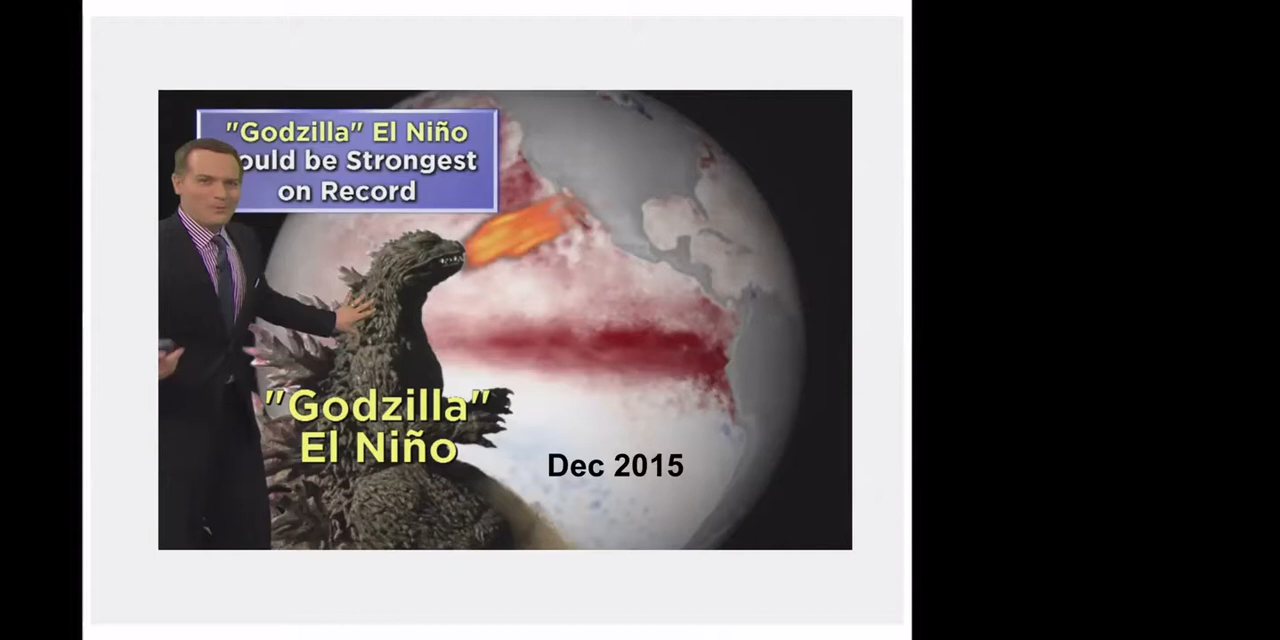 "Godzilla" El Niño
ould be Strongest
on Record
"Godzilla"
El Niño
Dec 2015